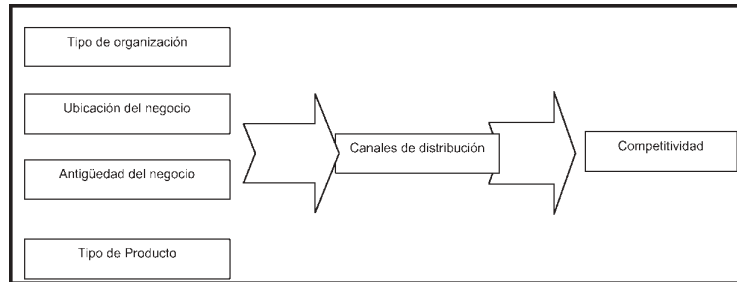 Tipo de organización
Ubicación del negocio
Antigüedad del negocio
Tipo de Producto
Canales de distribución
Competitividad